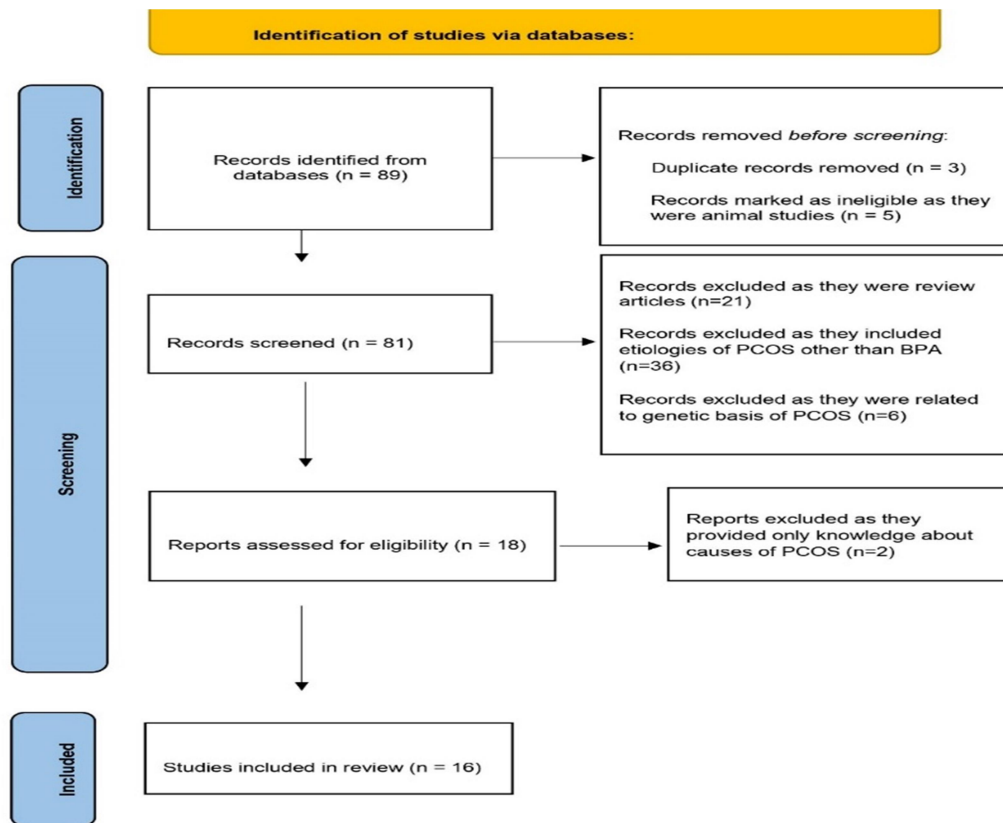 Identification of studies via databases:
Identification
Records identified from
databases (n = 89)
Records removed before screening:
Duplicate records removed (n = 3)
Records marked as ineligible as they
were animal studies (n = 5)
Screening
Records screened (n = 81)
Records excluded as they were review
articles (n=21)
Records excluded as they included
etiologies of PCOS other than BPA
(n=36)
Records excluded as they were related
to genetic basis of PCOS (n=6)
Reports assessed for eligibility (n = 18)
Reports excluded as they
provided only knowledge about
causes of PCOS (n=2)
Included
Studies included in review (n = 16)